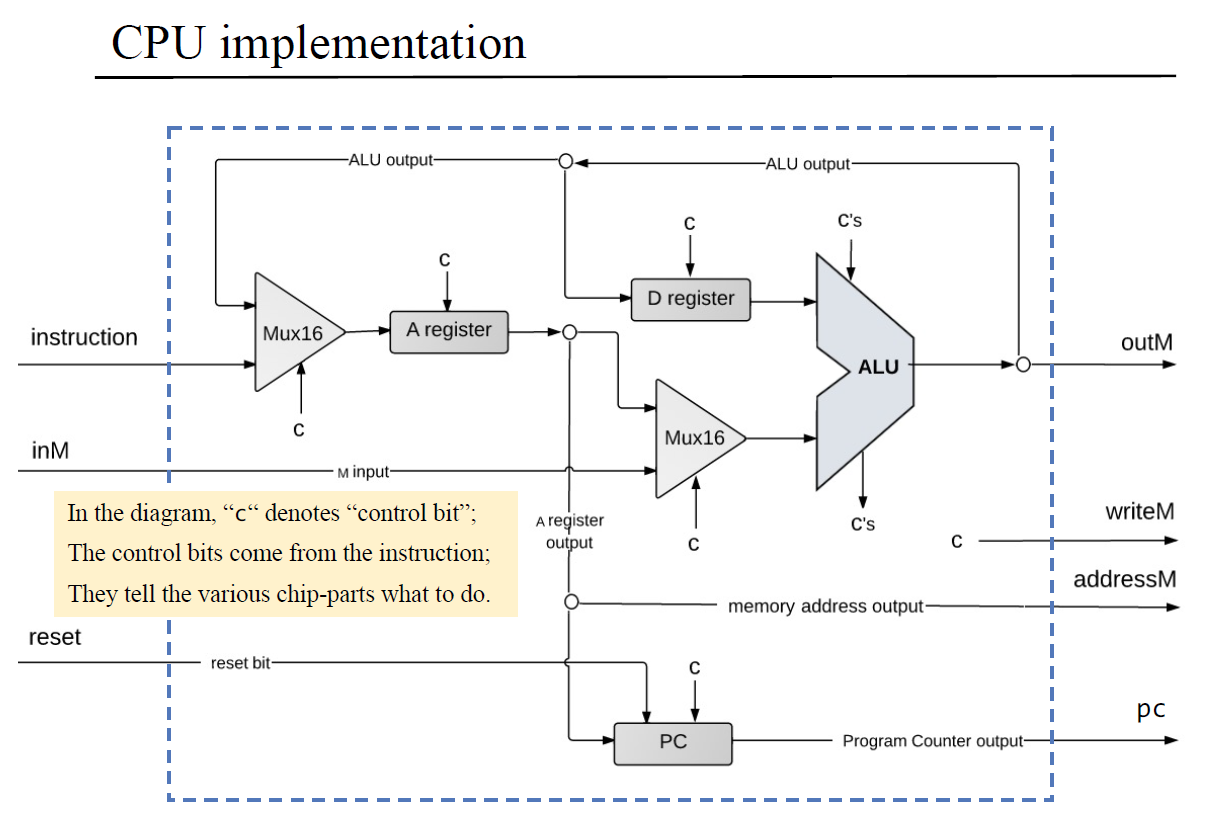 CPU implementation
ALU output
ALU output
c
c's
c
D register
instruction
Mux16
A register
outM
ALU
c
Mux16
inM
M input
In the diagram, “c“ denotes “control bit”;
The control bits come from the instruction;
They tell the various chip-parts what to do.
A register
output
c
c's
c
writeM
addressM
memory address output
reset
reset bit
c
pc
PC
Program Counter output